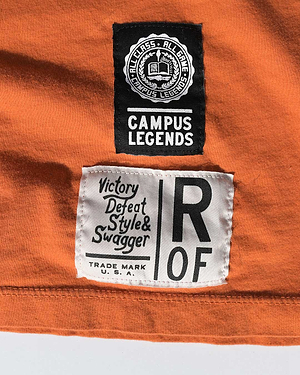 ALL CLASS · ALL GAME
CAMPUS LEGENDS
CAMPUS
LEGENDS
Victory
Defeat
Style &
Swagger
TRADE MARK
U. S. A.
R
OF